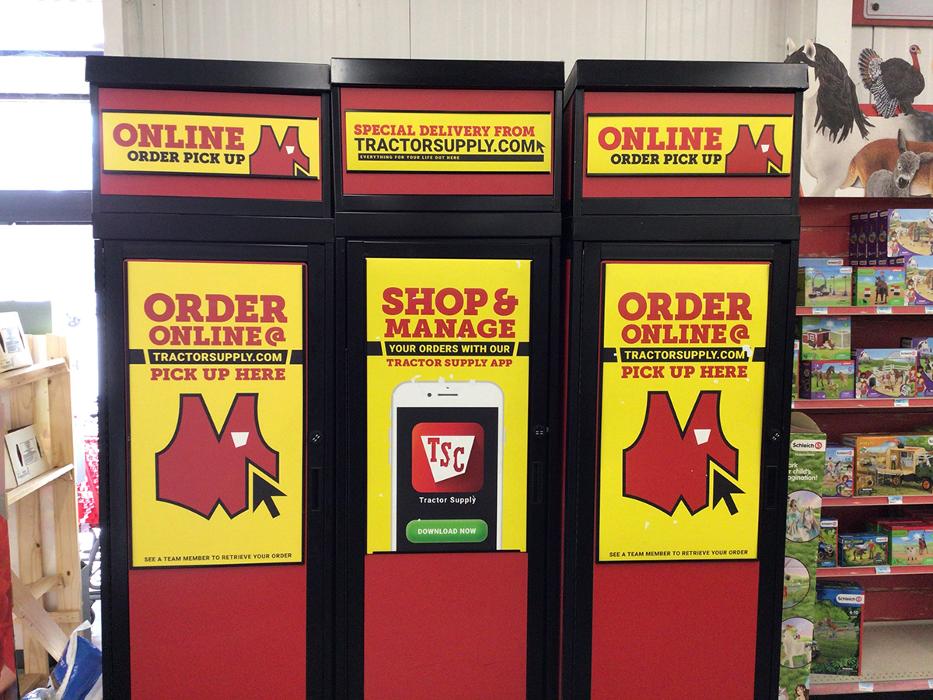 ONLINE
ORDER PICK UP
SPECIAL DELIVERY FROM
TRACTORSUPPLY.COM
EVERYTHING FOR YOUR LIFE OUT HERE
ONLINE
ORDER PICK UP
ORDER
ONLINE @
TRACTORSUPPLY.COM
PICK UP HERE
SEE A TEAM MEMBER TO RETRIEVE YOUR ORDER
SHOP &
MANAGE
YOUR ORDERS WITH OUR
TRACTOR SUPPLY APP
TSC
Tractor Supply
DOWNLOAD NOW
ORDER
ONLINE @
TRACTORSUPPLY.COM
PICK UP HERE
SEE A TEAM MEMBER TO RETRIEVE YOUR ORDER
Schleich
Schleich
Schleich